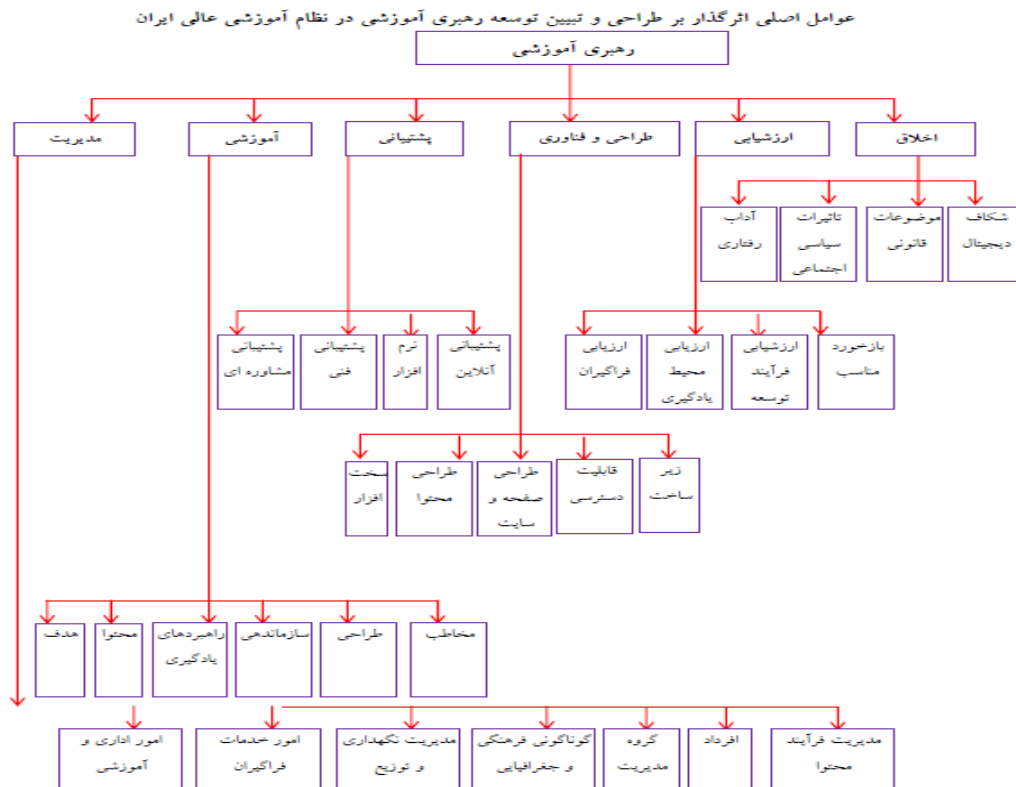 عوامل اصلی اثرگذار بر طراحی و تبیین توسعه رهبری آموزشی در نظام آموزشی عالی ایران
رهبری آموزشی
اخلاق
ارزشیابی
طراحی و فناوری
پشتیبانی
آموزشی
مدیریت
شکاف
دیجیتال
موضوعات
قانونی
تاثیرات
سیاسی
اجتماعی
آداب
رفتاری
بازخورد
مناسب
ارزشیابی
فرآیند
توسعه
ارزیابی
محیط
یادگیری
ارزیابی
فراگیران
پشتیبانی
آنلاین
نرم
افزار
پشتیبانی
فنی
پشتیبانی
مشاوره ای
زیر
ساخت
قابلیت
دسترسی
طراحی
صفحه و
سایت
طراحی
محتوا
سخت
افزار
مخاطب
طراحی
سازماندهی
راهبردهای
یادگیری
محتوا
هدف
مدیریت فرآیند
محتوا
افرداد
گروه
مدیریت
گوناگونی فرهنگی
و جغرافیایی
مدیریت نگهداری
و توزیع
امور خدمات
فراگیران
امور اداری و
آموزشی